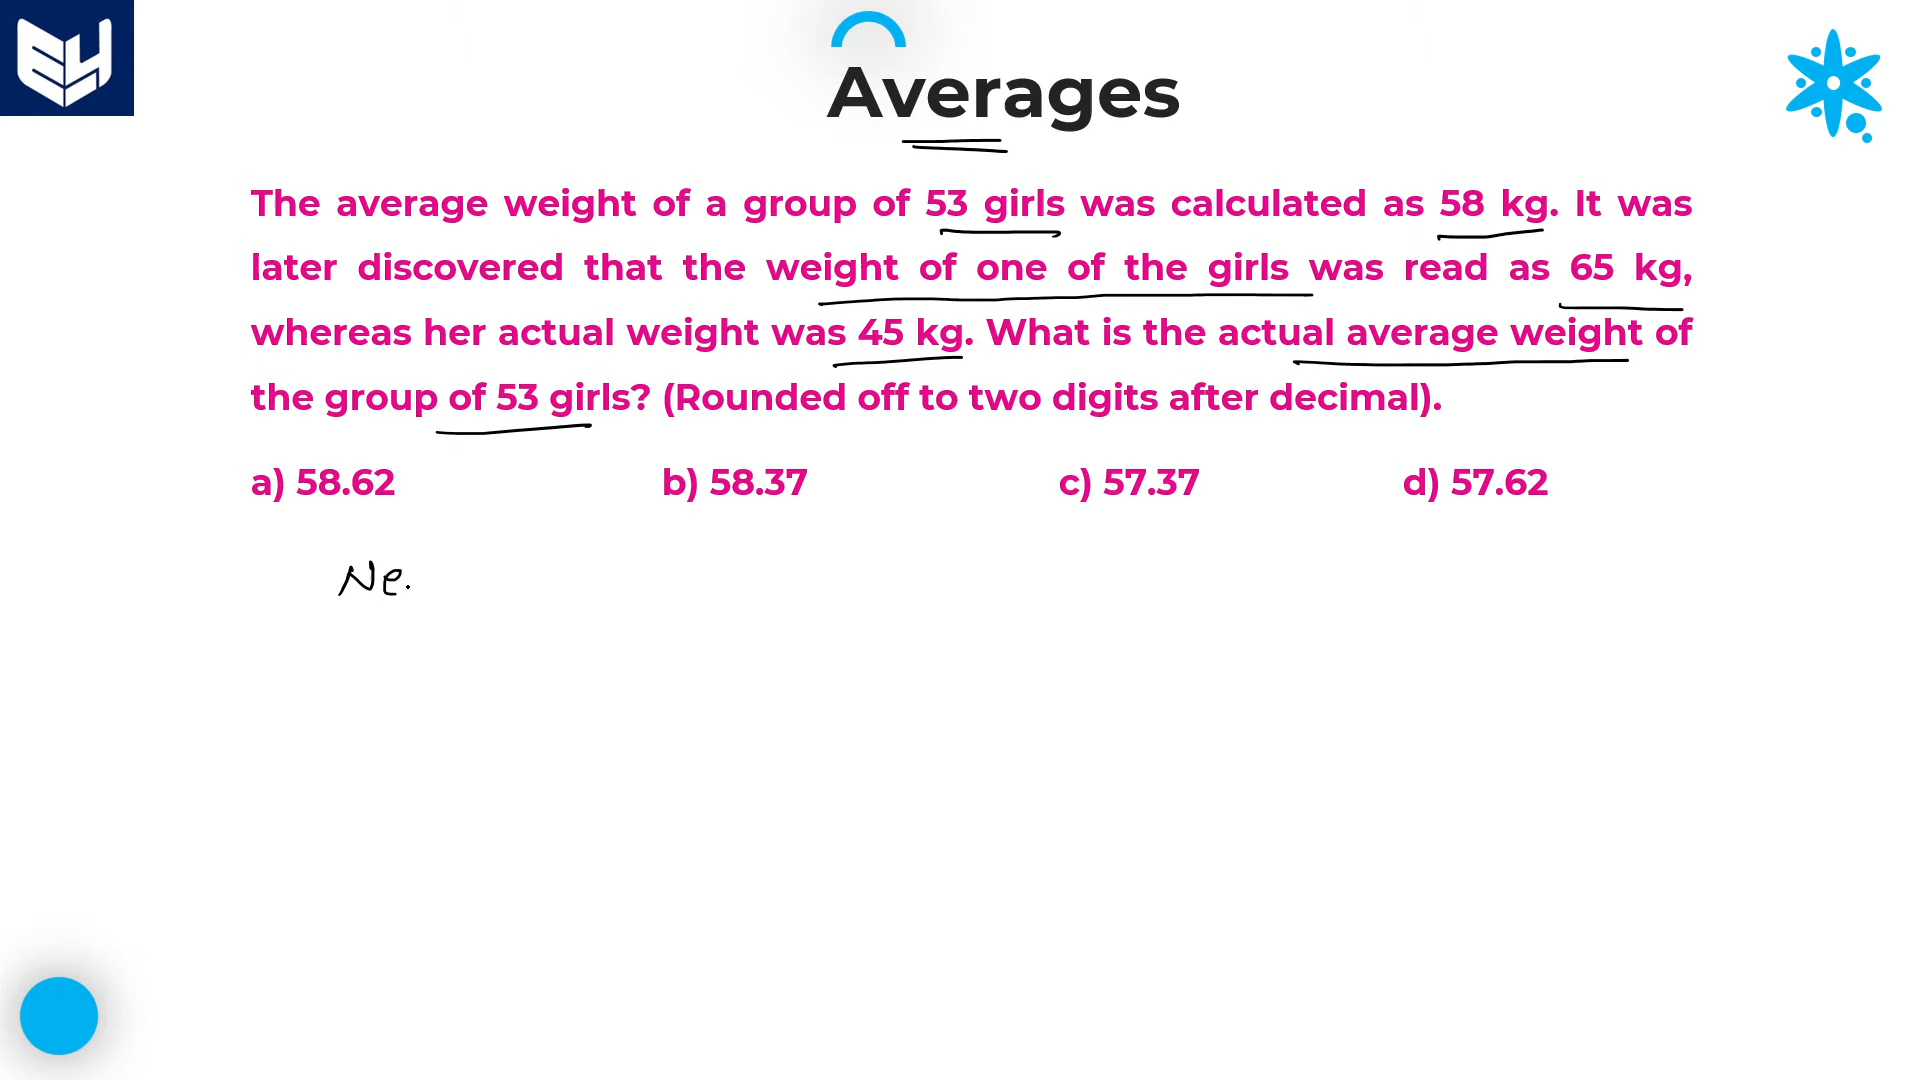 Averages
The average weight of a group of 53 girls was calculated as 58 kg. It was
later discovered that the weight of one of the girls was read as 65 kg,
whereas her actual weight was 45 kg. What is the actual average weight of
the group of 53 girls? (Rounded off to two digits after decimal).
a) 58.62 b) 58.37 c) 57.37 d) 57.62
Ne.